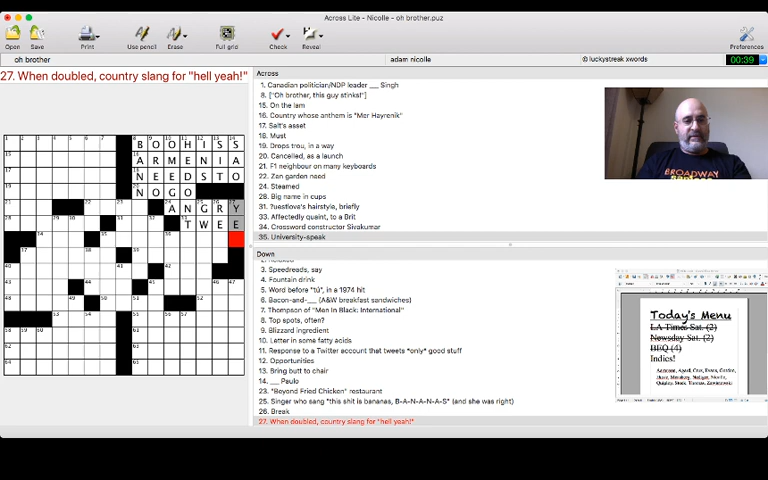 Across Lite - Nicolle - oh brother.puz
Open
Save
Print
Use pencil
Erase
Full grid
Check
Reveal
Preferences
oh brother
adam nicolle
© luckystreak xwords
00:39
27. When doubled, country slang for "hell yeah!"
Across
1. Canadian politician/NDP leader ___ Singh
8. ["Oh brother, this guy stinks!"]
15. On the lam
16. Country whose anthem is "Mer Hayrenik"
17. Salt's asset
18. Must
19. Drops trou, in a way
20. Cancelled, as a launch
21. F1 neighbour on many keyboards
22. Zen garden need
24. Steamed
28. Big name in cups
31. ?uestlove's hairstyle, briefly
33. Affectedly quaint, to a Brit
34. Crossword constructor Sivakumar
35. University-speak
Down
3. Speedreads, say
4. Fountain drink
5. Word before "tú", in a 1974 hit
6. Bacon-and-___ (A&W breakfast sandwiches)
7. Thompson of "Men In Black: International"
8. Top spots, often?
9. Blizzard ingredient
10. Letter in some fatty acids
11. Response to a Twitter account that tweets *only* good stuff
12. Opportunities
13. Bring butt to chair
14. ___ Paulo
23. "Beyond Fried Chicken" restaurant
25. Singer who sang "this shit is bananas, B-A-N-A-N-A-S" (and she was right)
26. Break
27. When doubled, country slang for "hell yeah!"
BOOHISS
ARMENIA
NEEDSTO
NOGO
ANGRY
TWEE
BROADWAY
Today's Menu
LA Times Sat. (2)
Newsday Sat. (2)
BEQ (4)
Indies!